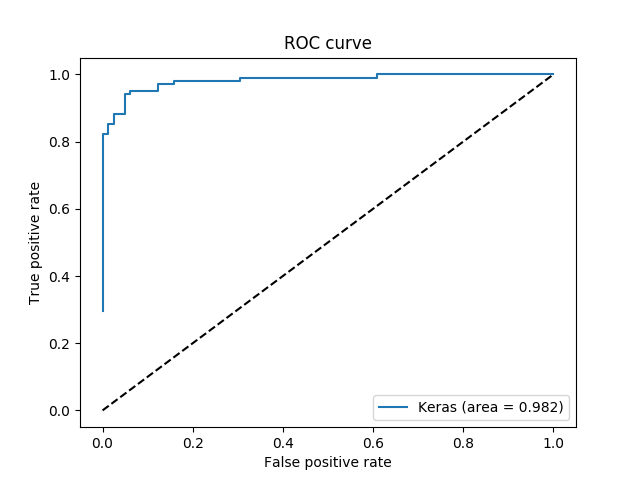 ROC curve
1.0
0.8
0.6
0.4
0.2
0.0
True positive rate
Keras (area = 0.982)
0.0 0.2 0.4 0.6 0.8 1.0
False positive rate